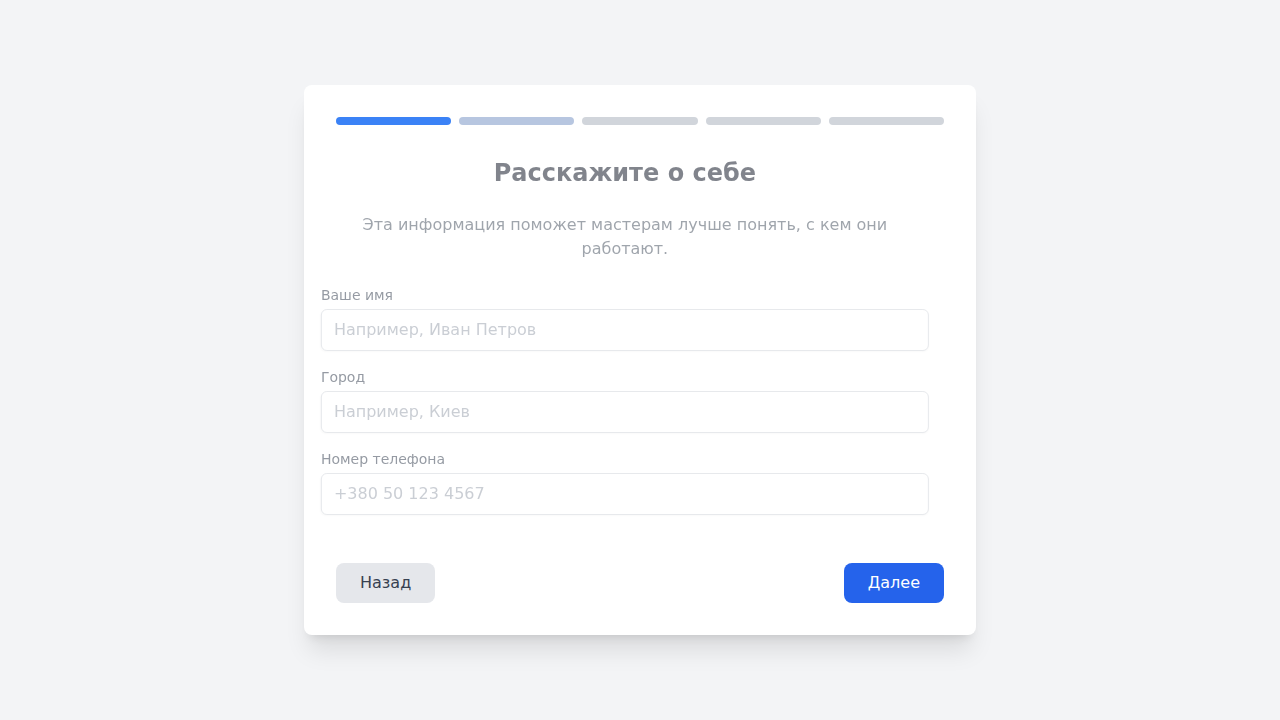 Расскажите о себе
Эта информация поможет мастерам лучше понять, с кем они
работают.
Ваше имя
Например, Иван Петров
Город
Например, Киев
Номер телефона
+380 50 123 4567
Назад
Далее